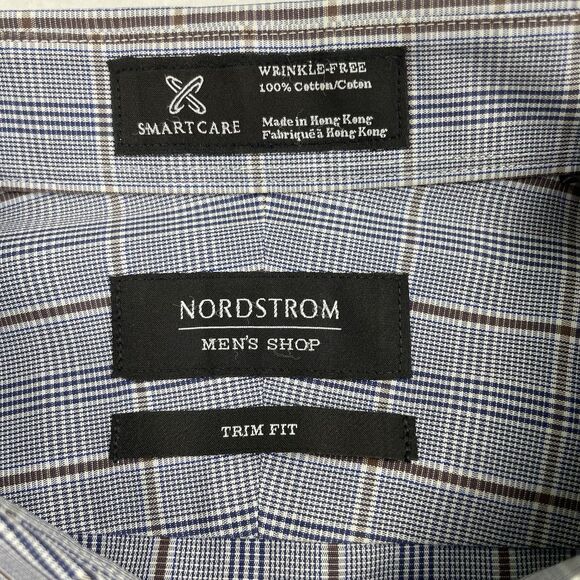 SMARTCARE
WRINKLE-FREE
100% Cotton/Coton
Made in Hong Kong
Fabriqué à Hong Kong
NORDSTROM
MEN'S SHOP
TRIM FIT